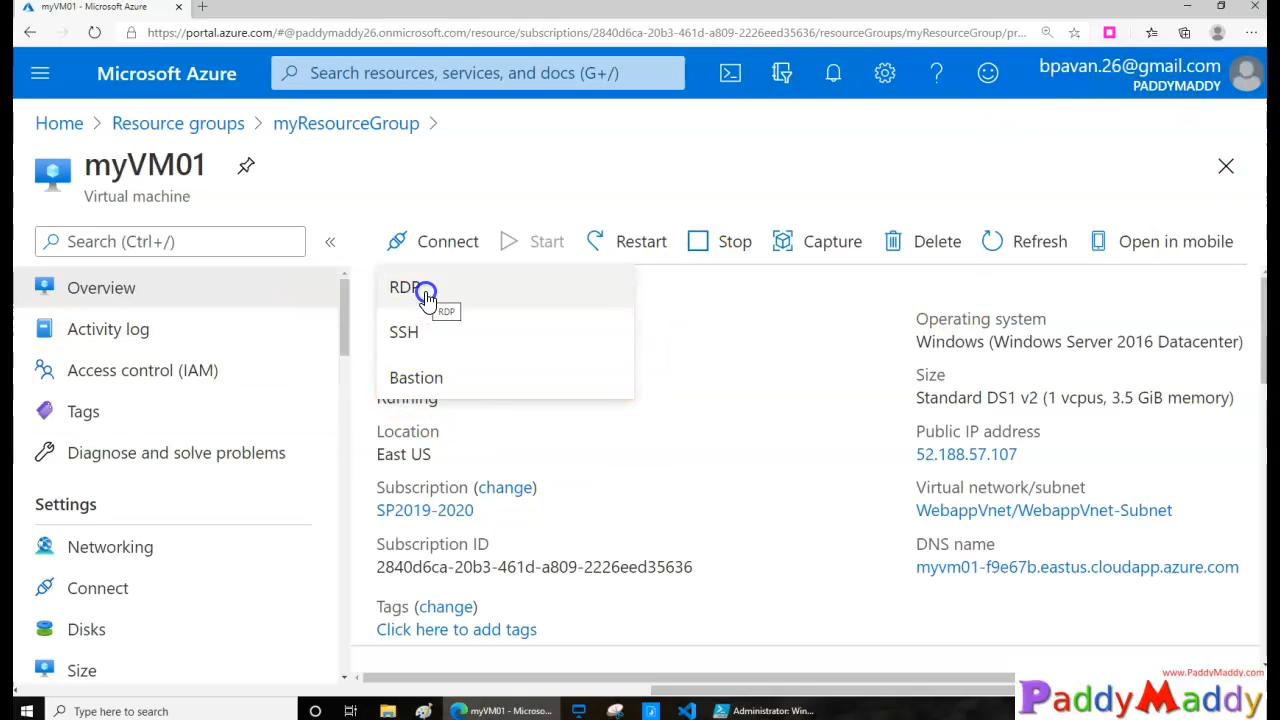 myVM01 - Microsoft Azure
https://portal.azure.com/#@paddymaddy26.onmicrosoft.com/resource/subscriptions/2840d6ca-20b3-461d-a809-2226eed35636/resourceGroups/myResourceGroup/pr...
Microsoft Azure
Search resources, services, and docs (G+/)
bpavan.26@gmail.com
PADDYMADDY
Home > Resource groups > myResourceGroup >
myVM01
Virtual machine
Search (Ctrl+/)
«
Connect
Start
Restart
Stop
Capture
Delete
Refresh
Open in mobile
Overview
Activity log
Access control (IAM)
Tags
Diagnose and solve problems
Settings
Networking
Connect
Disks
Size
RDP
RDP
SSH
Bastion
Running
Location
East US
Subscription (change)
SP2019-2020
Subscription ID
2840d6ca-20b3-461d-a809-2226eed35636
Tags (change)
Click here to add tags
Operating system
Windows (Windows Server 2016 Datacenter)
Size
Standard DS1 v2 (1 vcpus, 3.5 GiB memory)
Public IP address
52.188.57.107
Virtual network/subnet
WebappVnet/WebappVnet-Subnet
DNS name
myvm01-f9e67b.eastus.cloudapp.azure.com
www.PaddyMaddy.com
PaddyMaddy
Type here to search
myVM01 - Microso...
Administrator: Win...